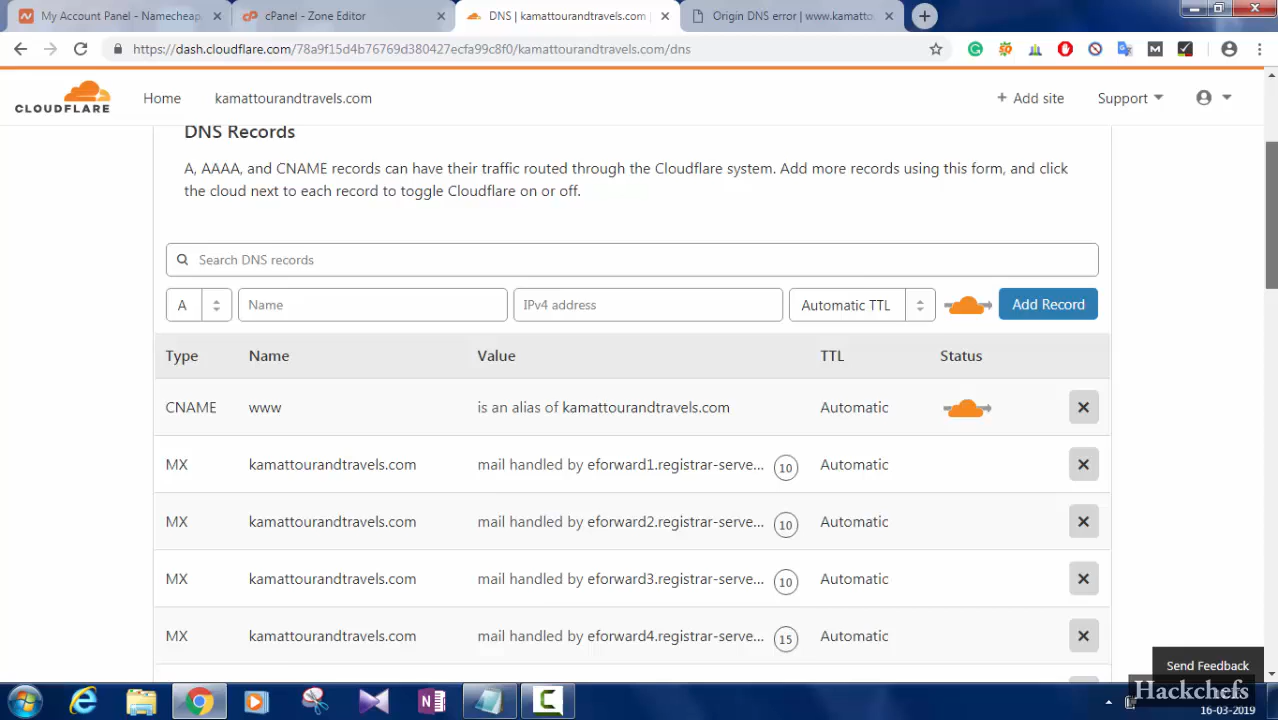 My Account Panel - Namecheap
cPanel - Zone Editor
DNS | kamattourandtravels.com
Origin DNS error | www.kamatto
https://dash.cloudflare.com/78a9f15d4b76769d380427ecfa99c8f0/kamattourandtravels.com/dns
CLOUDFLARE
Home
kamattourandtravels.com
+ Add site
Support
DNS Records
A, AAAA, and CNAME records can have their traffic routed through the Cloudflare system. Add more records using this form, and click
the cloud next to each record to toggle Cloudflare on or off.
Search DNS records
A Name IPv4 address Automatic TTL Add Record
Type Name Value TTL Status
CNAME www is an alias of kamattourandtravels.com Automatic
MX kamattourandtravels.com mail handled by eforward1.registrar-serve... 10 Automatic
MX kamattourandtravels.com mail handled by eforward2.registrar-serve... 10 Automatic
MX kamattourandtravels.com mail handled by eforward3.registrar-serve... 10 Automatic
MX kamattourandtravels.com mail handled by eforward4.registrar-serve... 15 Automatic
Send Feedback
Hackchefs
16-03-2019